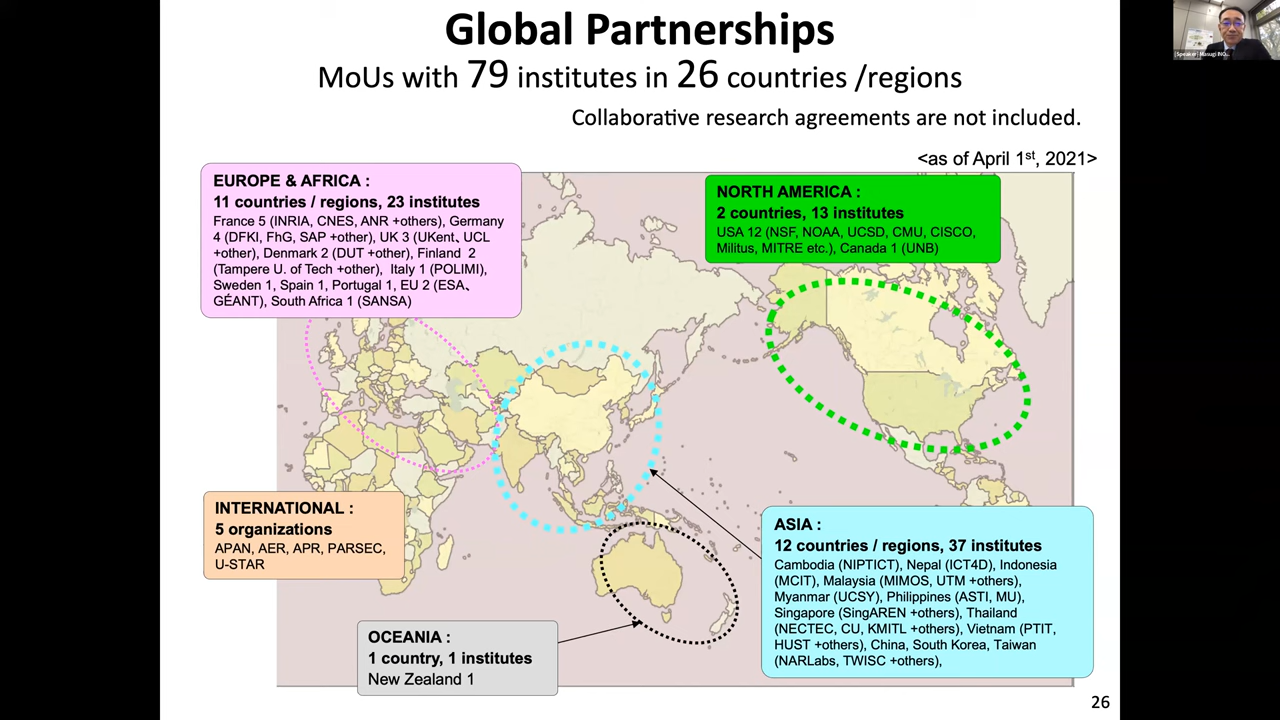 Global Partnerships
MoUs with 79 institutes in 26 countries /regions
Collaborative research agreements are not included.
<as of April 1st, 2021>
EUROPE & AFRICA :
11 countries / regions, 23 institutes
France 5 (INRIA, CNES, ANR +others), Germany
4 (DFKI, FhG, SAP +other), UK 3 (UKent、UCL
+other), Denmark 2 (DUT +other), Finland 2
(Tampere U. of Tech +other), Italy 1 (POLIMI),
Sweden 1, Spain 1, Portugal 1, EU 2 (ESA、
GÉANT), South Africa 1 (SANSA)
NORTH AMERICA :
2 countries, 13 institutes
USA 12 (NSF, NOAA, UCSD, CMU, CISCO,
Militus, MITRE etc.), Canada 1 (UNB)
INTERNATIONAL :
5 organizations
APAN, AER, APR, PARSEC,
U-STAR
ASIA :
12 countries / regions, 37 institutes
Cambodia (NIPTICT), Nepal (ICT4D), Indonesia
(MCIT), Malaysia (MIMOS, UTM +others),
Myanmar (UCSY), Philippines (ASTI, MU),
Singapore (SingAREN +others), Thailand
(NECTEC, CU, KMITL +others), Vietnam (PTIT,
HUST +others), China, South Korea, Taiwan
(NARLabs, TWISC +others),
OCEANIA :
1 country, 1 institutes
New Zealand 1
26